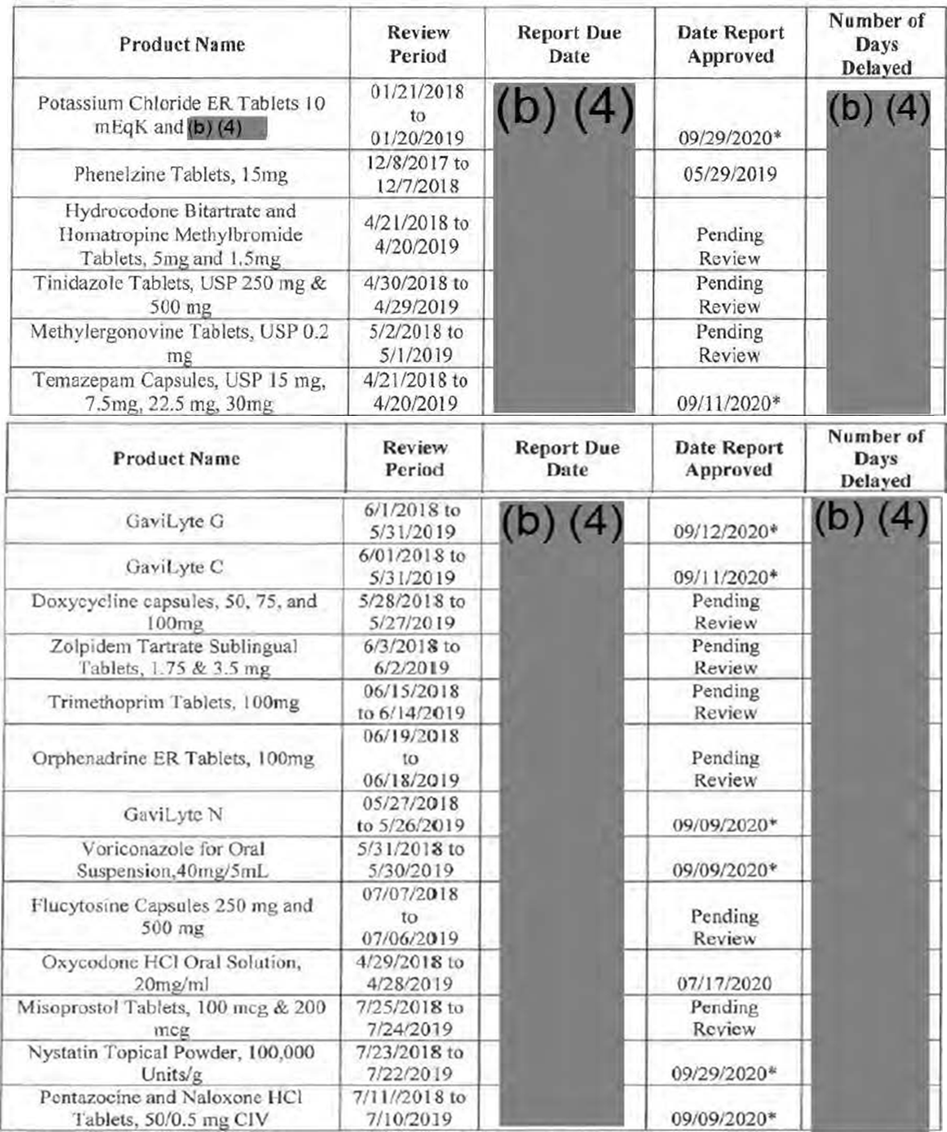 Product Name Review Period Report Due Date Date Report Approved Number of Days Delayed
Potassium Chloride ER Tablets 10 mEqK and (b) (4) 01/21/2018 to 01/20/2019 (b) (4) 09/29/2020* (b) (4)
Phenelzine Tablets, 15mg 12/8/2017 to 12/7/2018 05/29/2019
Hydrocodone Bitartrate and Homatropine Methylbromide Tablets, 5mg and 1.5mg 4/21/2018 to 4/20/2019 Pending Review
Tinidazole Tablets, USP 250 mg & 500 mg 4/30/2018 to 4/29/2019 Pending Review
Methylergonovine Tablets, USP 0.2 mg 5/2/2018 to 5/1/2019 Pending Review
Temazepam Capsules, USP 15 mg, 7.5mg, 22.5 mg, 30mg 4/21/2018 to 4/20/2019 09/11/2020*
Product Name Review Period Report Due Date Date Report Approved Number of Days Delayed
GaviLyte G 6/1/2018 to 5/31/2019 (b) (4) 09/12/2020* (b) (4)
GaviLyte C 6/01/2018 to 5/31/2019 09/11/2020*
Doxycycline capsules, 50, 75, and 100mg 5/28/2018 to 5/27/2019 Pending Review
Zolpidem Tartrate Sublingual Tablets, 1.75 & 3.5 mg 6/3/2018 to 6/2/2019 Pending Review
Trimethoprim Tablets, 100mg 06/15/2018 to 6/14/2019 Pending Review
Orphenadrine ER Tablets, 100mg 06/19/2018 to 06/18/2019 Pending Review
GaviLyte N 05/27/2018 to 5/26/2019 09/09/2020*
Voriconazole for Oral Suspension,40mg/5mL 5/31/2018 to 5/30/2019 09/09/2020*
Flucytosine Capsules 250 mg and 500 mg 07/07/2018 to 07/06/2019 Pending Review
Oxycodone HCl Oral Solution, 20mg/ml 4/29/2018 to 4/28/2019 07/17/2020
Misoprostol Tablets, 100 mcg & 200 mcg 7/25/2018 to 7/24/2019 Pending Review
Nystatin Topical Powder, 100,000 Units/g 7/23/2018 to 7/22/2019 09/29/2020*
Pentazocine and Naloxone HCl Tablets, 50/0.5 mg CIV 7/11//2018 to 7/10/2019 09/09/2020*